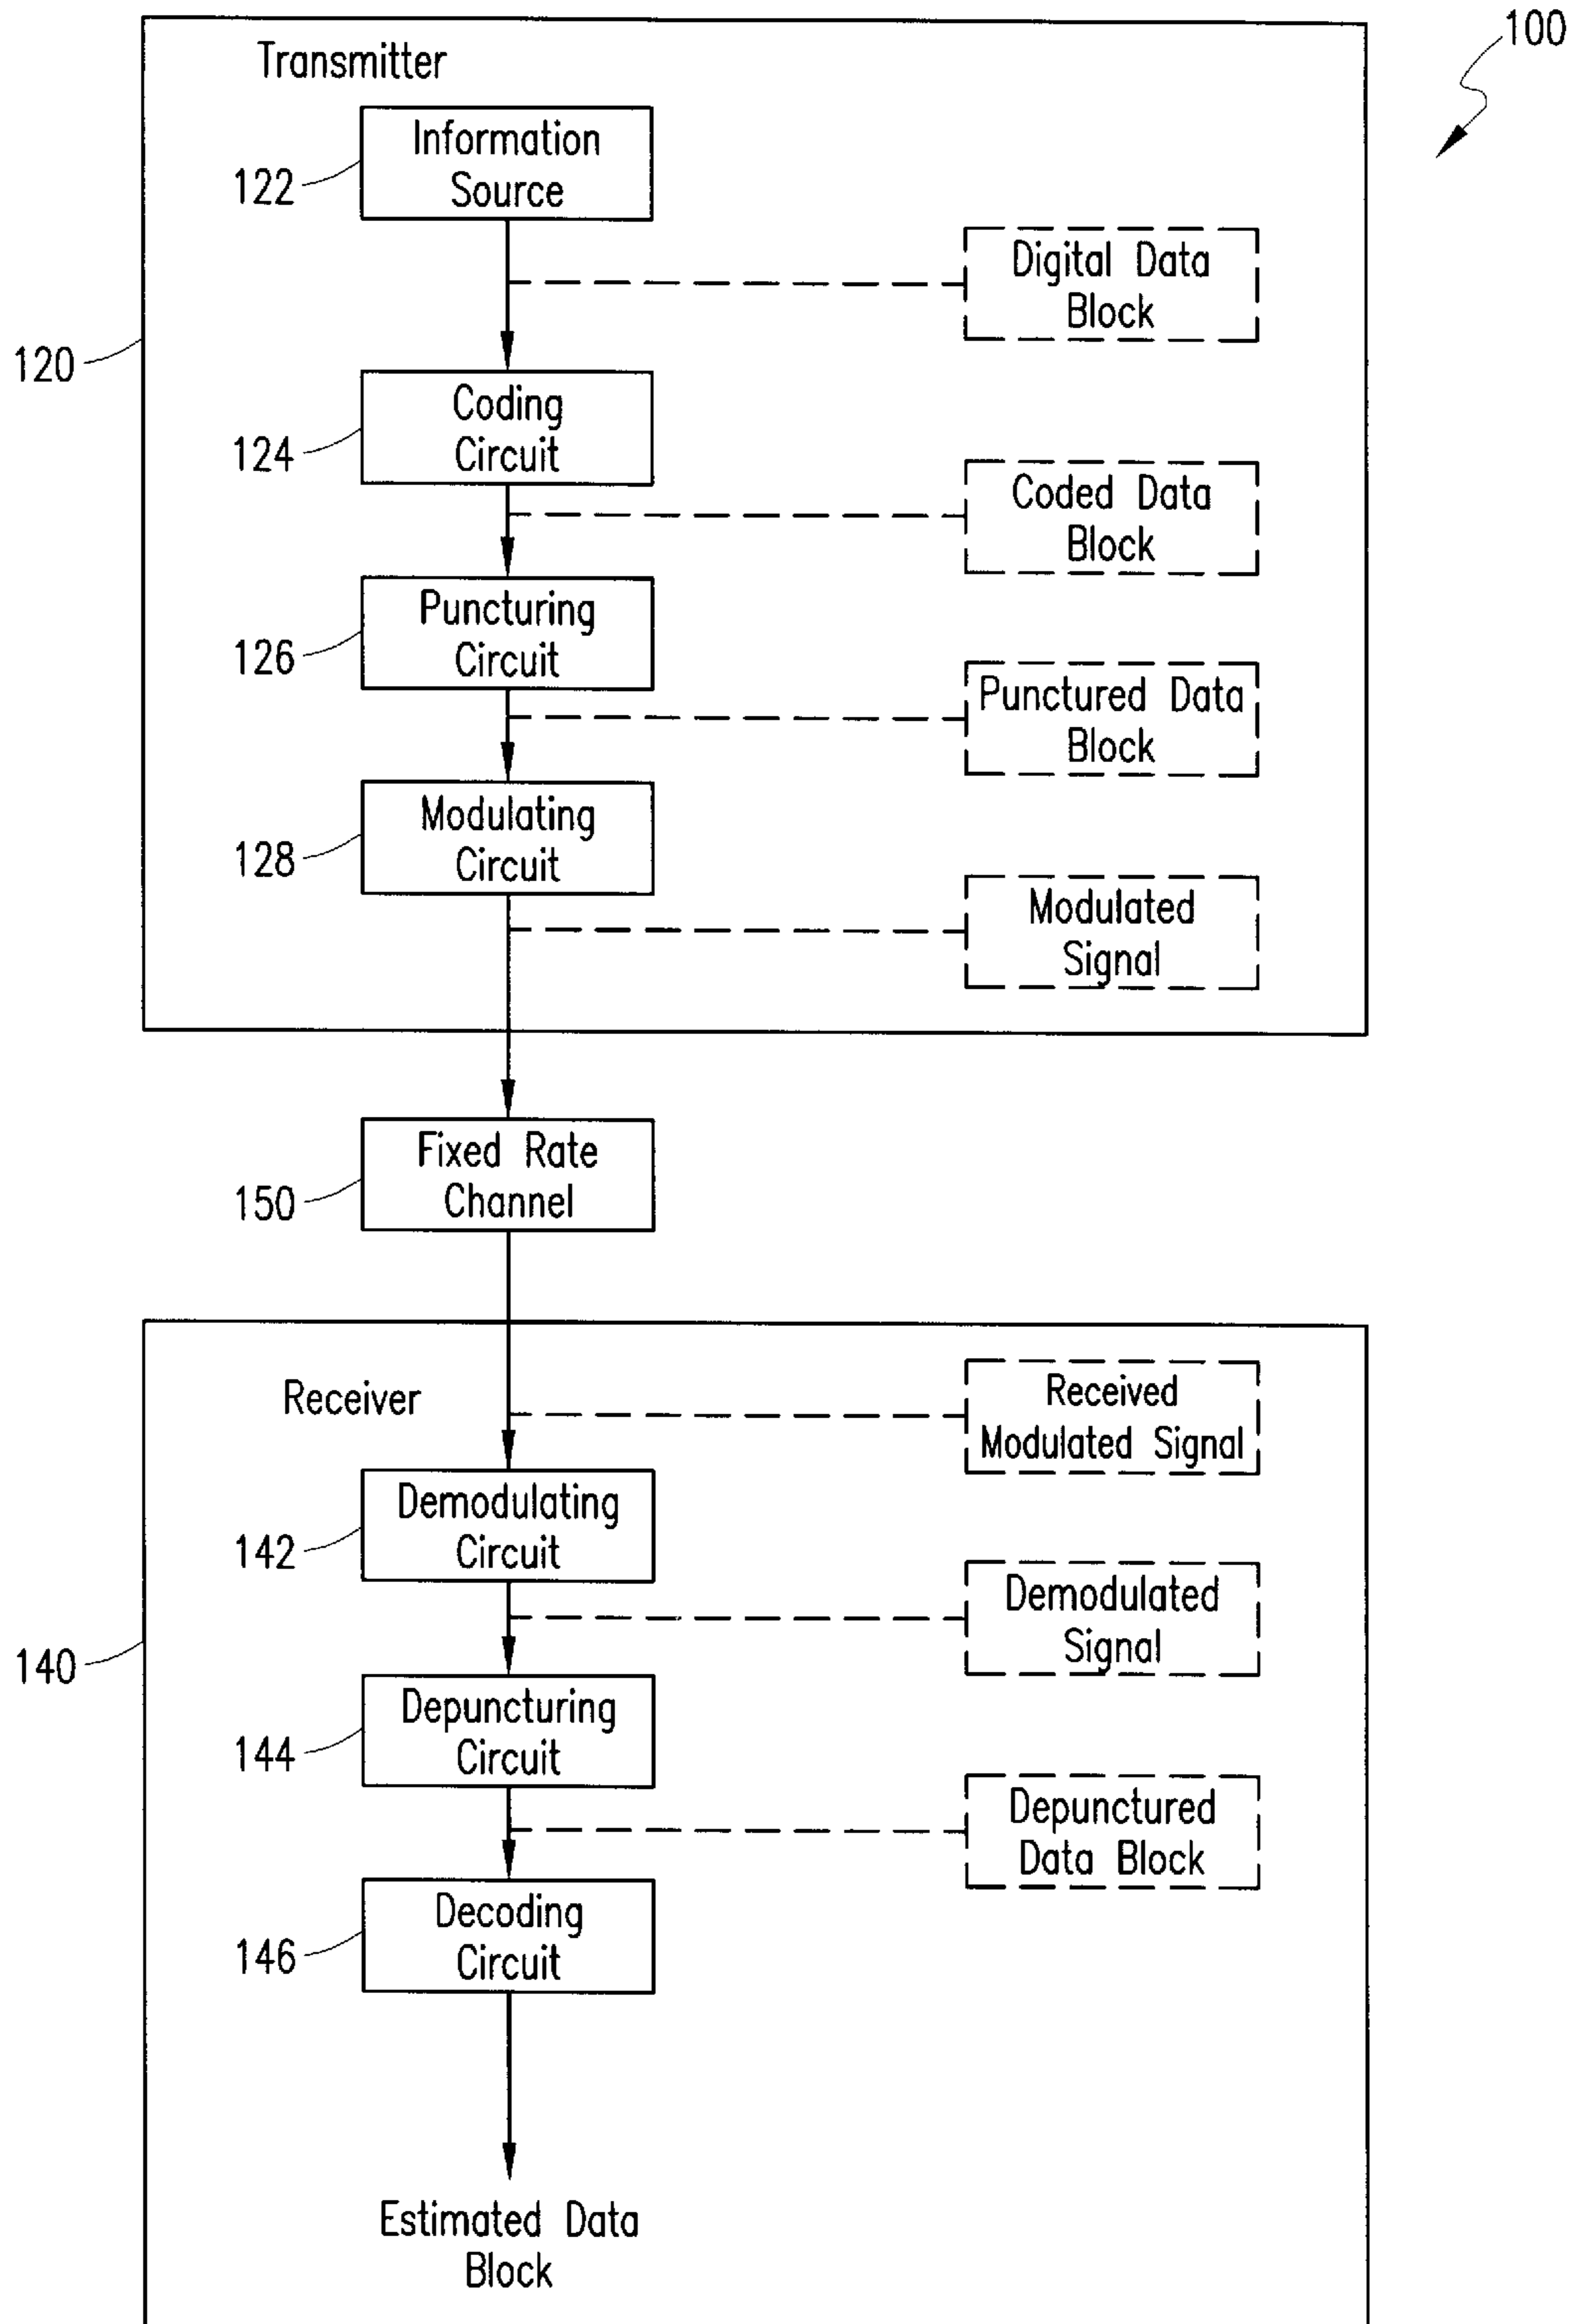 100
Transmitter
Information
Source
122
Digital Data
Block
120
Coding
Circuit
124
Coded Data
Block
Puncturing
Circuit
126
Punctured Data
Block
Modulating
Circuit
128
Modulated
Signal
Fixed Rate
Channel
150
Receiver
Received
Modulated Signal
Demodulating
Circuit
142
Demodulated
Signal
140
Depuncturing
Circuit
144
Depunctured
Data Block
Decoding
Circuit
146
Estimated Data
Block